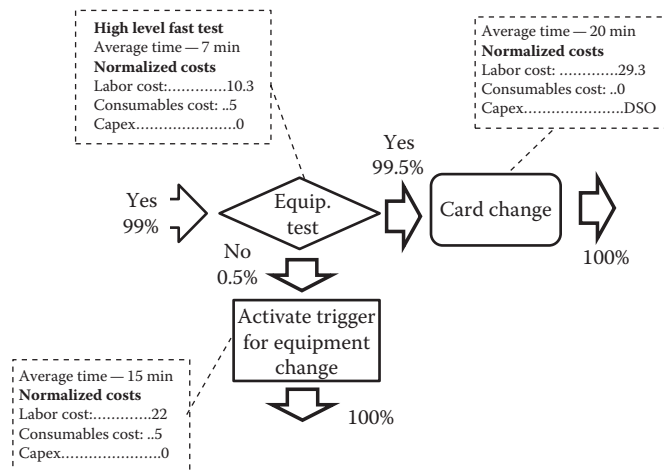 High level fast test
Average time — 7 min
Normalized costs
Labor cost:.............10.3
Consumables cost: ..5
Capex.........................0
Average time — 20 min
Normalized costs
Labor cost: .............29.3
Consumables cost: ..0
Capex......................DSO
Yes
99%
Equip.
test
Yes
99.5%
Card change
100%
No
0.5%
Activate trigger
for equipment
change
100%
Average time — 15 min
Normalized costs
Labor cost:.............22
Consumables cost: ..5
Capex......................0